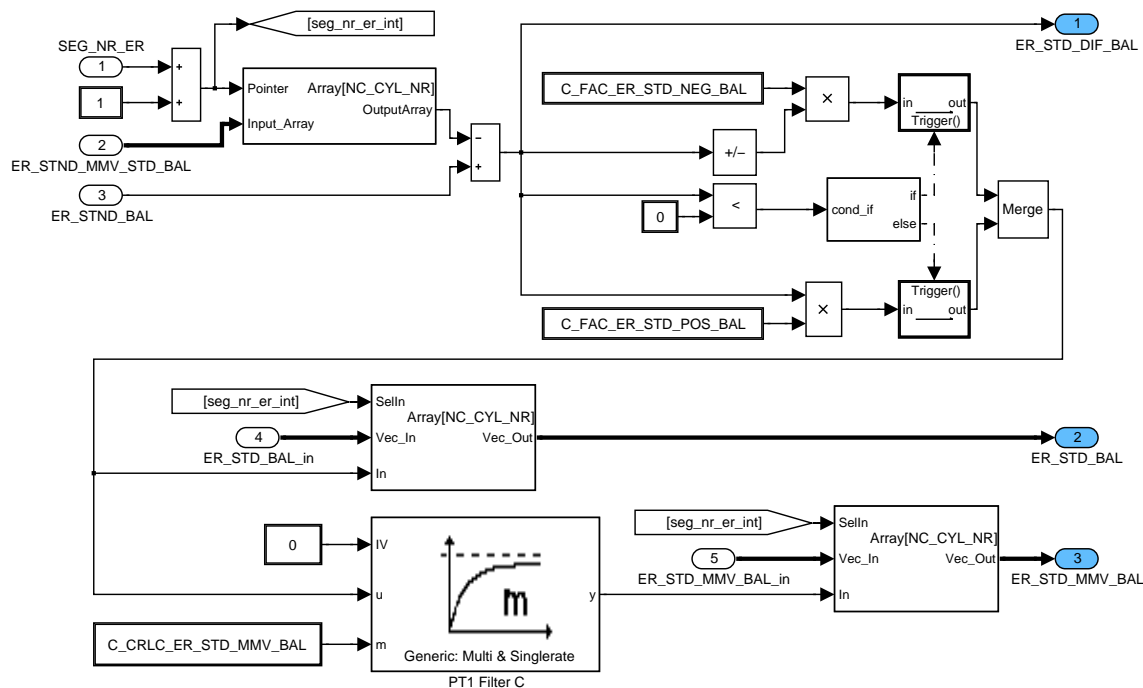 [seg_nr_er_int]
1
ER_STD_DIF_BAL
SEG_NR_ER
1
+
+
1
Pointer
Array[NC_CYL_NR]
OutputArray
Input_Array
2
ER_STND_MMV_STD_BAL
3
ER_STND_BAL
−
+
C_FAC_ER_STD_NEG_BAL
×
in
out
Trigger()
+/−
<
0
cond_if
if
else
Merge
Trigger()
in
out
×
C_FAC_ER_STD_POS_BAL
[seg_nr_er_int]
SelIn
Array[NC_CYL_NR]
4
Vec_In
Vec_Out
ER_STD_BAL_in
In
2
ER_STD_BAL
0
IV
u
m
y
m
C_CRLC_ER_STD_MMV_BAL
Generic: Multi & Singlerate
PT1 Filter C
[seg_nr_er_int]
SelIn
Array[NC_CYL_NR]
5
Vec_In
Vec_Out
ER_STD_MMV_BAL_in
In
3
ER_STD_MMV_BAL